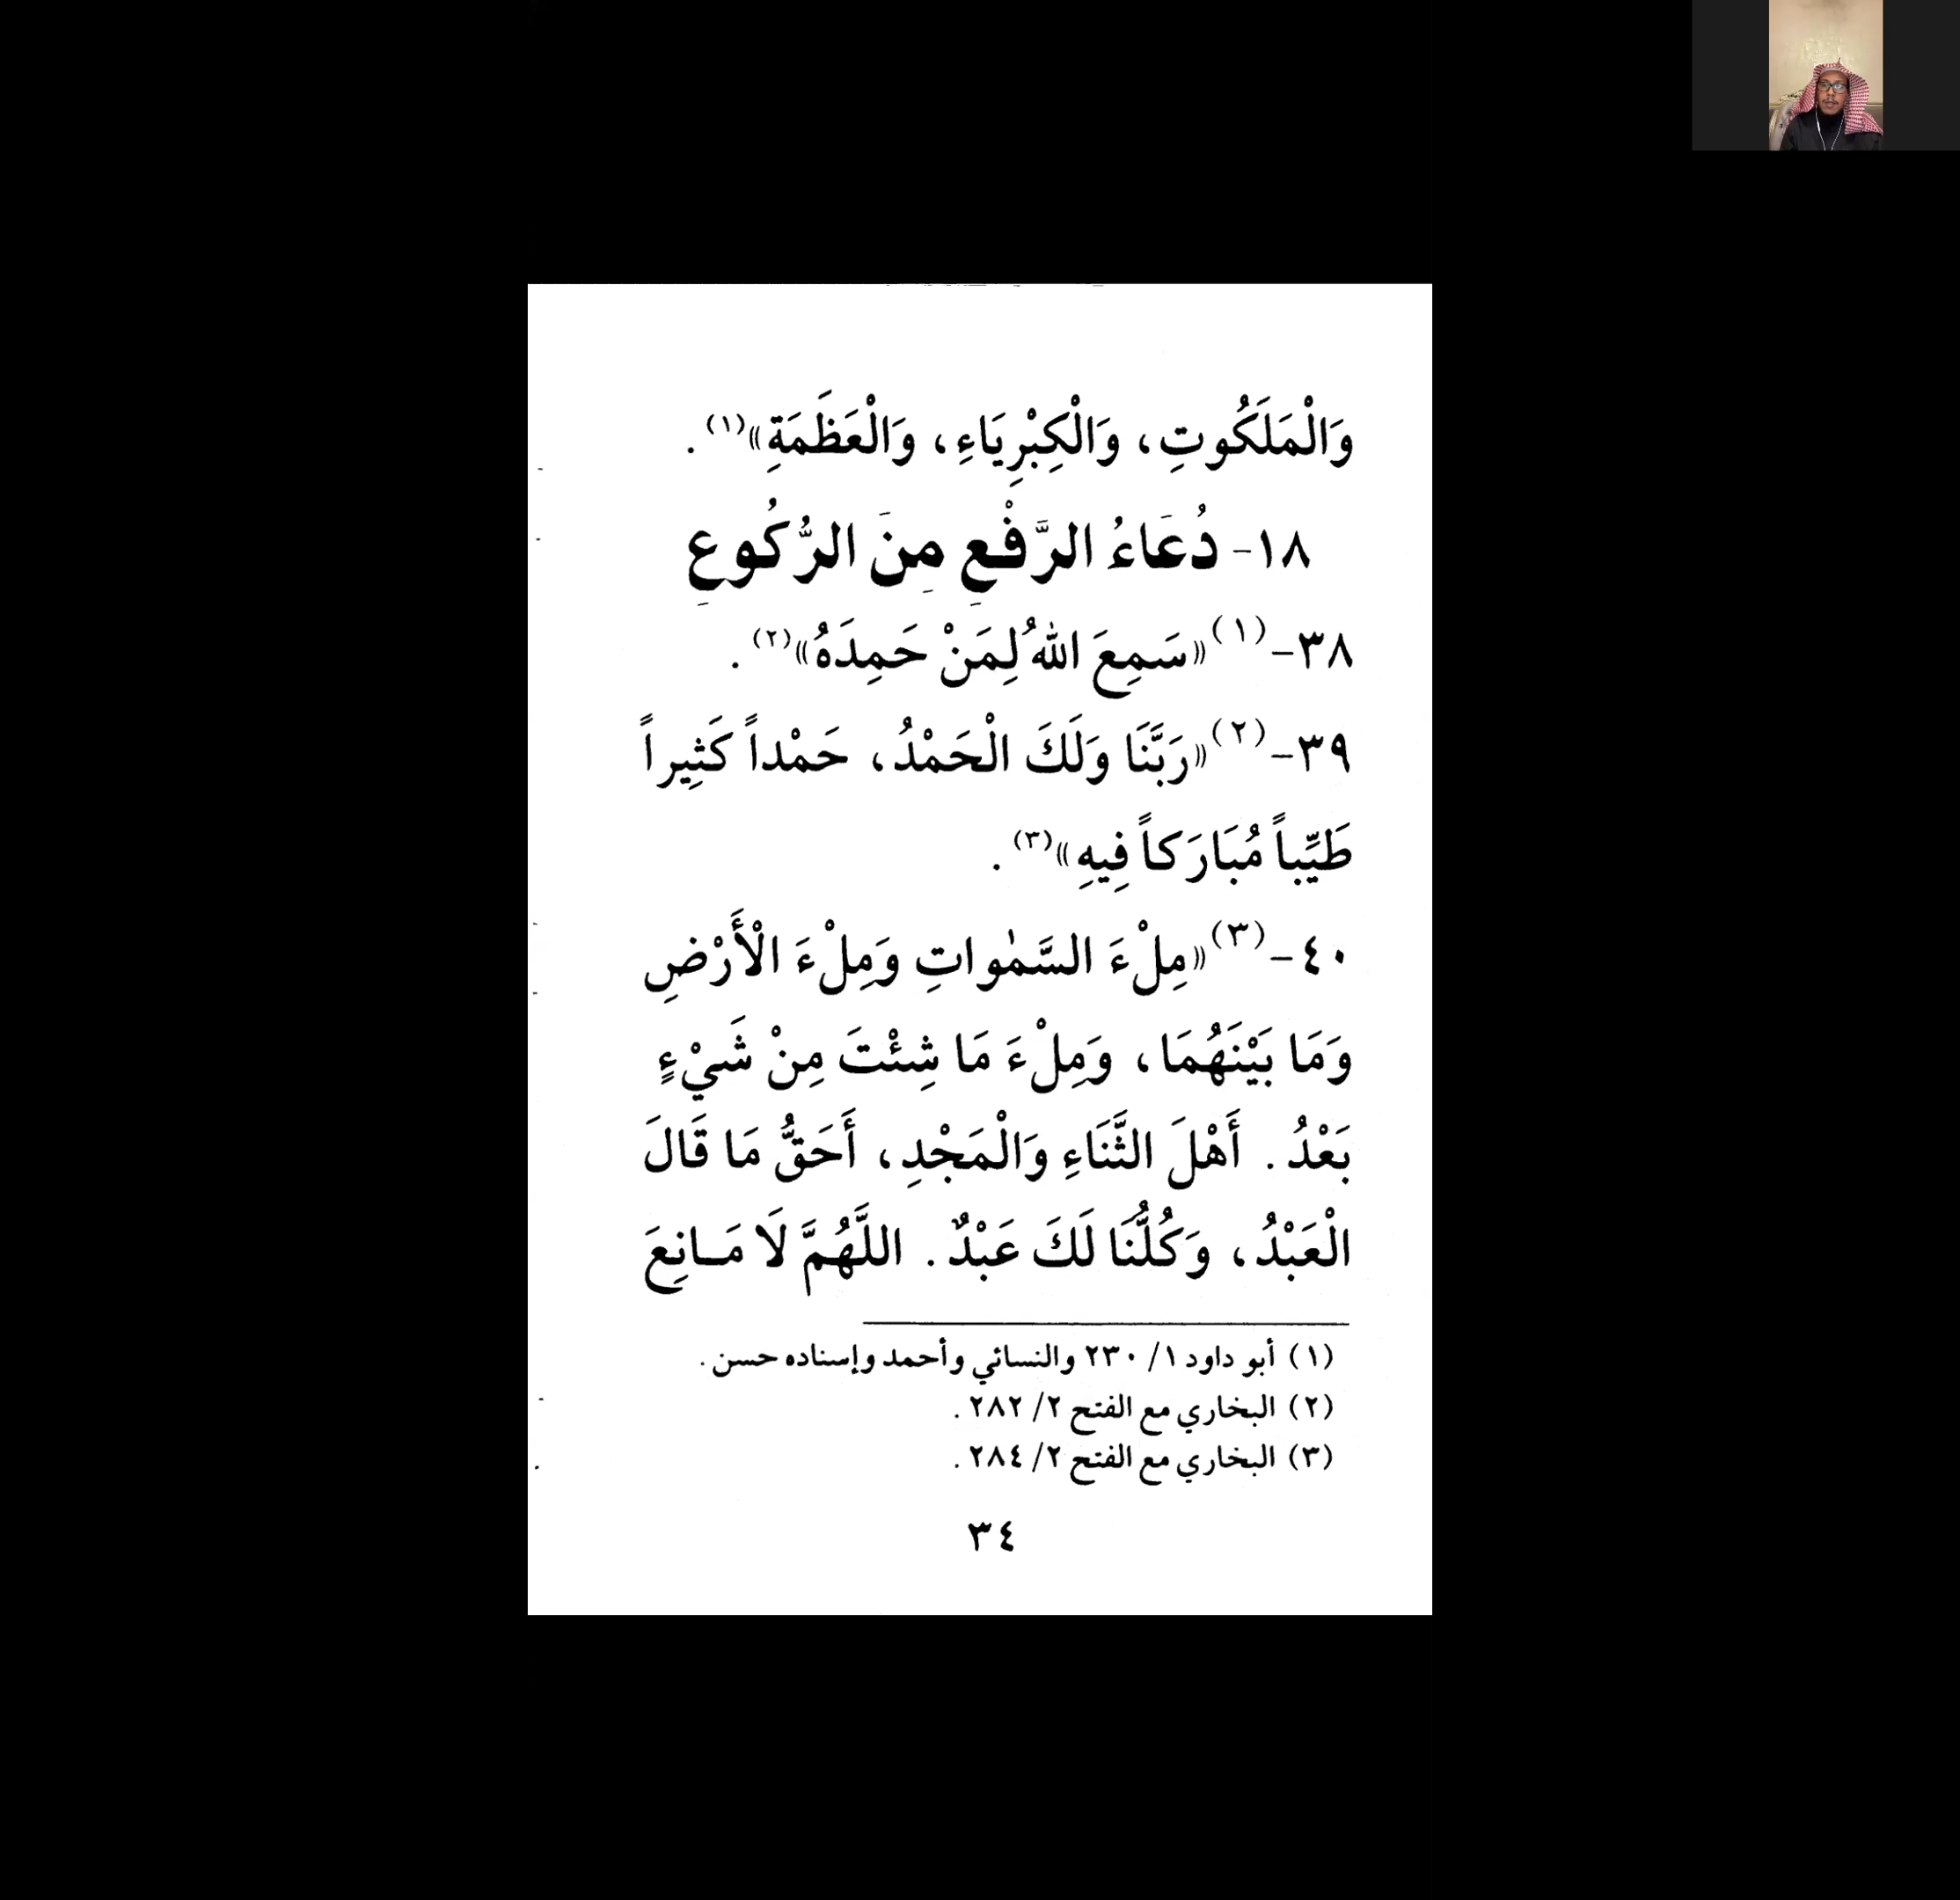 وَالْمَلَكُوتِ، وَالْكِبْرِيَاءِ، وَالْعَظَمَةِ»(١).
١٨- دُعَاءُ الرَّفْعِ مِنَ الرُّكُوعِ
٣٨-(١)«سَمِعَ اللهُ لِمَنْ حَمِدَهُ»(٢).
٣٩-(٢)«رَبَّنَا وَلَكَ الْحَمْدُ، حَمْداً كَثِيراً
طَيِّباً مُبَارَكاً فِيهِ»(٣).
٤٠-(٣)«مِلْءَ السَّمٰواتِ وَمِلْءَ الْأَرْضِ
وَمَا بَيْنَهُمَا، وَمِلْءَ مَا شِئْتَ مِنْ شَيْءٍ
بَعْدُ. أَهْلَ الثَّنَاءِ وَالْمَجْدِ، أَحَقُّ مَا قَالَ
الْعَبْدُ، وَكُلُّنَا لَكَ عَبْدٌ. اللَّهُمَّ لَا مَـانِعَ
(١) أبو داود ١/ ٢٣٠ والنسائي وأحمد وإسناده حسن.
(٢) البخاري مع الفتح ٢/ ٢٨٢.
(٣) البخاري مع الفتح ٢/ ٢٨٤.
٣٤